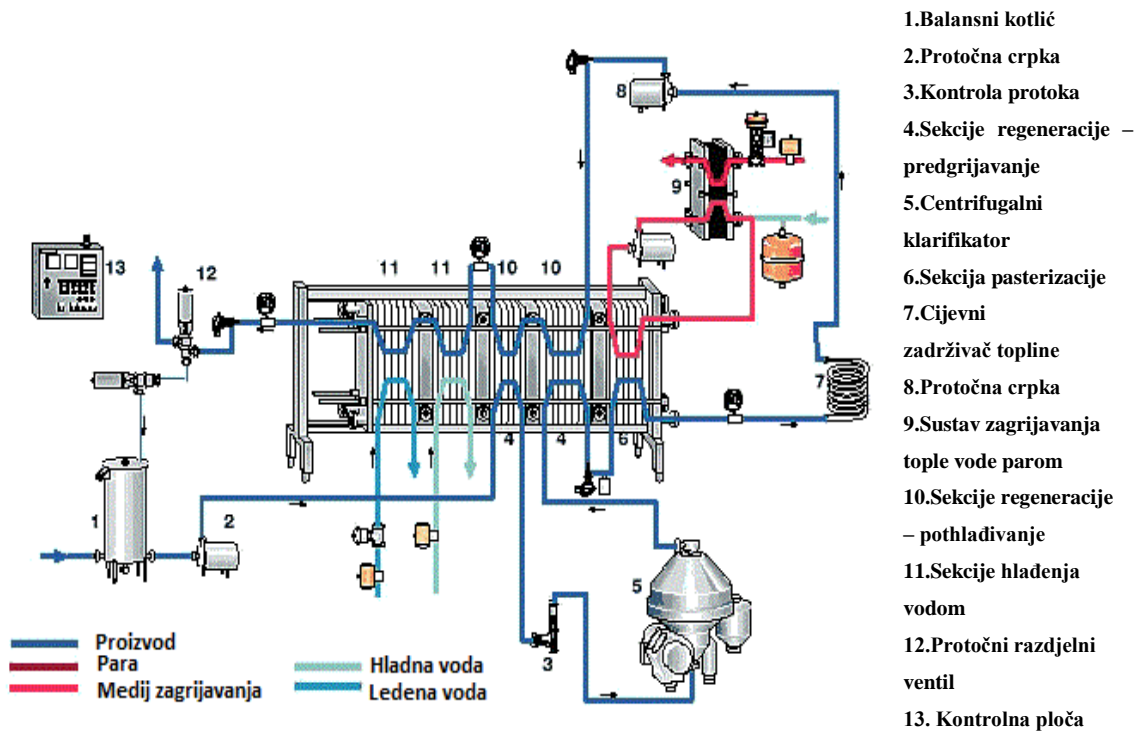 1.Balansni kotlić
2.Protočna crpka
3.Kontrola protoka
4.Sekcije regeneracije –
predgrijavanje
5.Centrifugalni
klarifikator
6.Sekcija pasterizacije
7.Cijevni
zadrživač topline
8.Protočna crpka
9.Sustav zagrijavanja
tople vode parom
10.Sekcije regeneracije
– pothlađivanje
11.Sekcije hlađenja
vodom
12.Protočni razdjelni
ventil
13. Kontrolna ploča
8
9
13
12
11 11 10 10
7
4 4 6
1
2
5
3
Proizvod
Para
Medij zagrijavanja
Hladna voda
Ledena voda